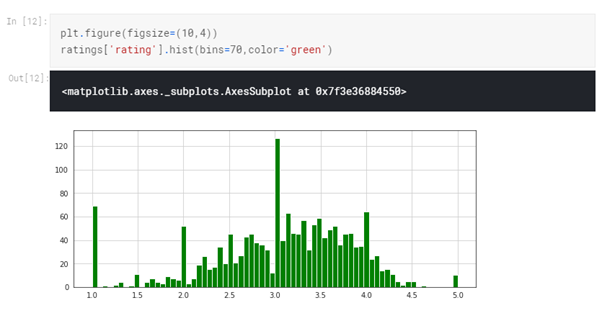 In [12]:
plt.figure(figsize=(10,4))
ratings['rating'].hist(bins=70,color='green')
Out[12]:
<matplotlib.axes._subplots.AxesSubplot at 0x7f3e36884550>
120
100
80
60
40
20
0
1.0 1.5 2.0 2.5 3.0 3.5 4.0 4.5 5.0